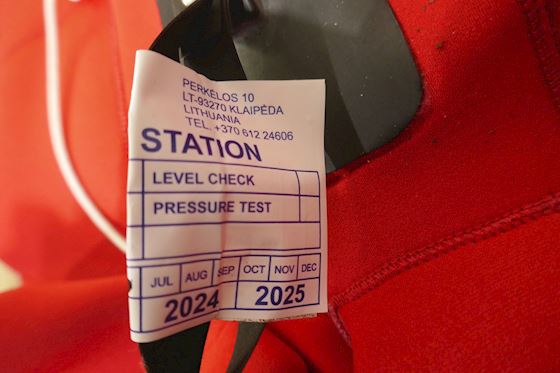 PERKĖLOS 10
LT-93270 KLAIPĖDA
LITHUANIA
TEL. +370 612 24606
STATION
LEVEL CHECK
PRESSURE TEST
JUL AUG SEP OCT NOV DEC
2024 2025